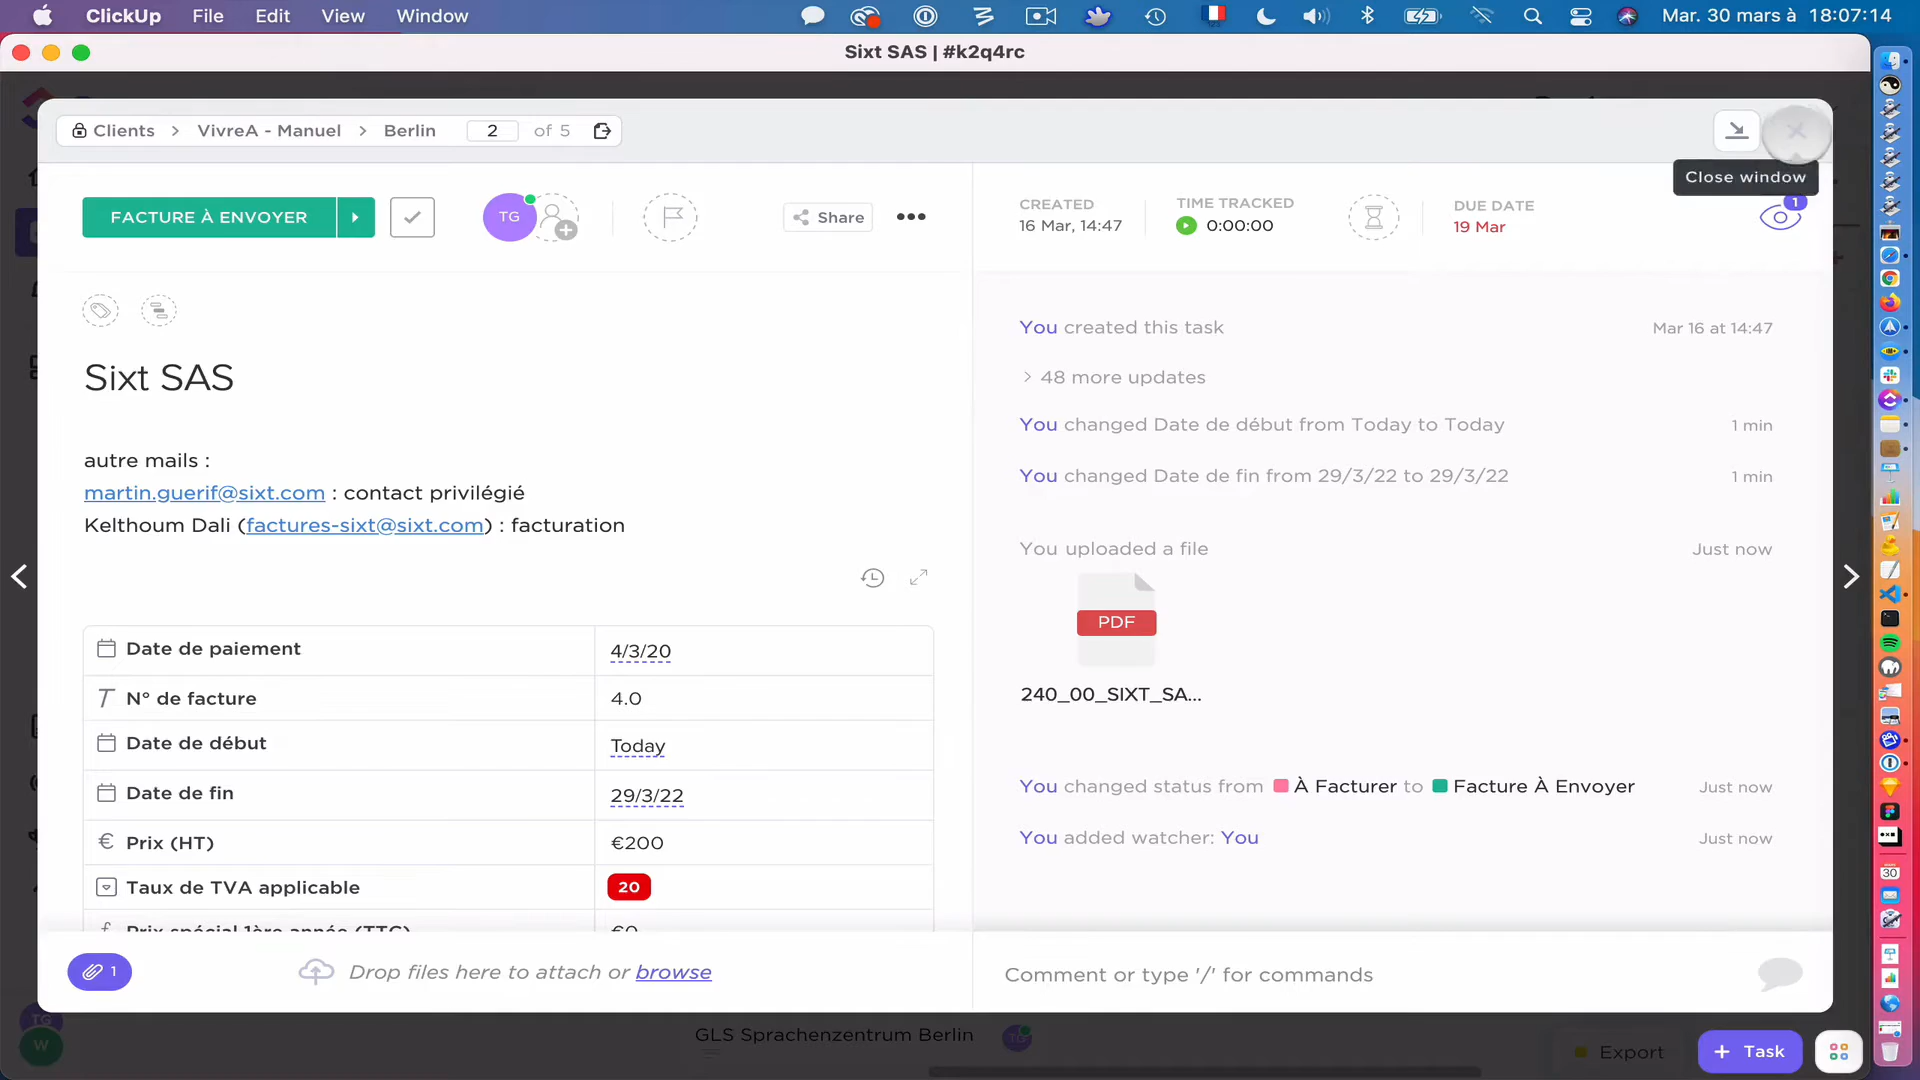 ClickUp File Edit View Window
Mar. 30 mars à 18:07:14
Sixt SAS | #k2q4rc
Clients > VivreA - Manuel > Berlin 2 of 5
Close window
FACTURE À ENVOYER
TG
Share
CREATED
16 Mar, 14:47
TIME TRACKED
0:00:00
DUE DATE
19 Mar
1
Sixt SAS
autre mails :
martin.guerif@sixt.com : contact privilégié
Kelthoum Dali (factures-sixt@sixt.com) : facturation
Date de paiement 4/3/20
N° de facture 4.0
Date de début Today
Date de fin 29/3/22
Prix (HT) €200
Taux de TVA applicable 20
Prix spécial 1ère année (TTC) €0
1
Drop files here to attach or browse
You created this task Mar 16 at 14:47
> 48 more updates
You changed Date de début from Today to Today 1 min
You changed Date de fin from 29/3/22 to 29/3/22 1 min
You uploaded a file Just now
PDF
240_00_SIXT_SA...
You changed status from À Facturer to Facture À Envoyer Just now
You added watcher: You Just now
Comment or type '/' for commands
TG
W
GLS Sprachenzentrum Berlin
TG
Export
+ Task
30